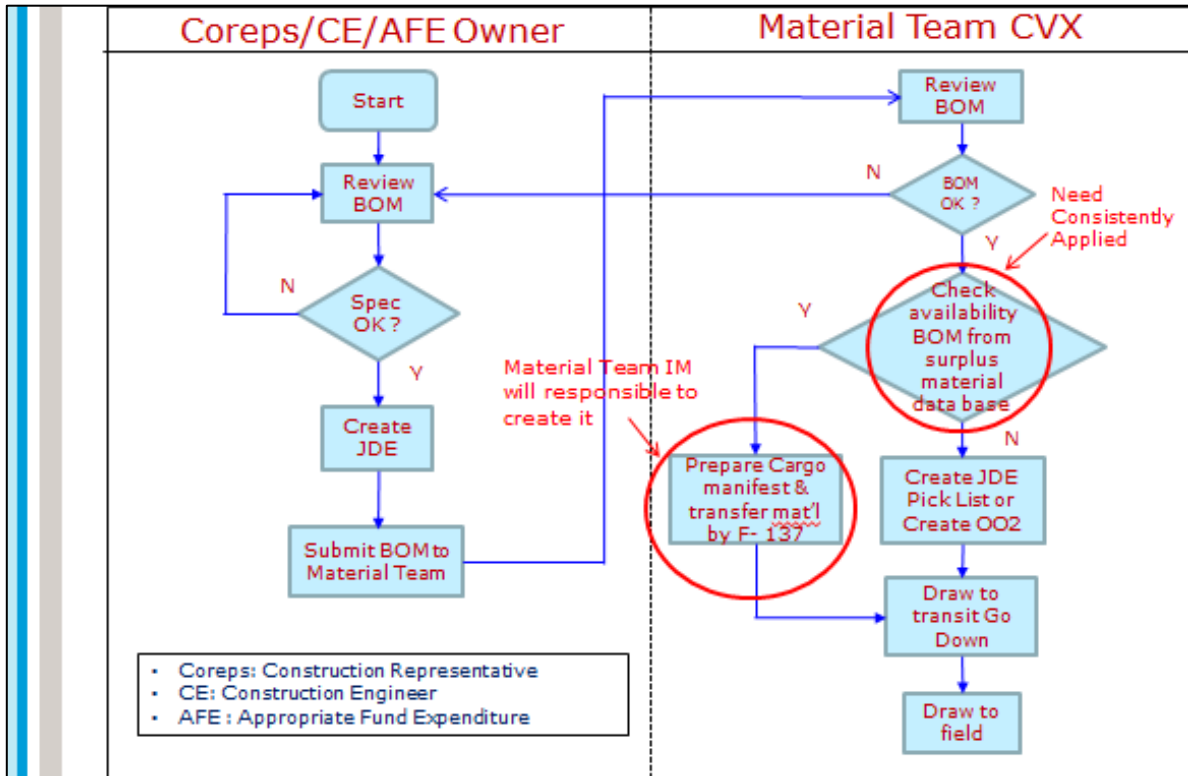 Coreps/CE/AFE Owner
Material Team CVX
Start
Review
BOM
N
Spec
OK ?
Y
Create
JDE
Submit BOM to
Material Team
• Coreps: Construction Representative
• CE: Construction Engineer
• AFE : Appropriate Fund Expenditure
Review
BOM
N
BOM
OK ?
Y
Need
Consistently
Applied
Check
availability
BOM from
surplus
material
data base
Y
N
Material Team IM
will responsible to
create it
Prepare Cargo
manifest &
transfer mat’l
by F- 137
Create JDE
Pick List or
Create OO2
Draw to
transit Go
Down
Draw to
field